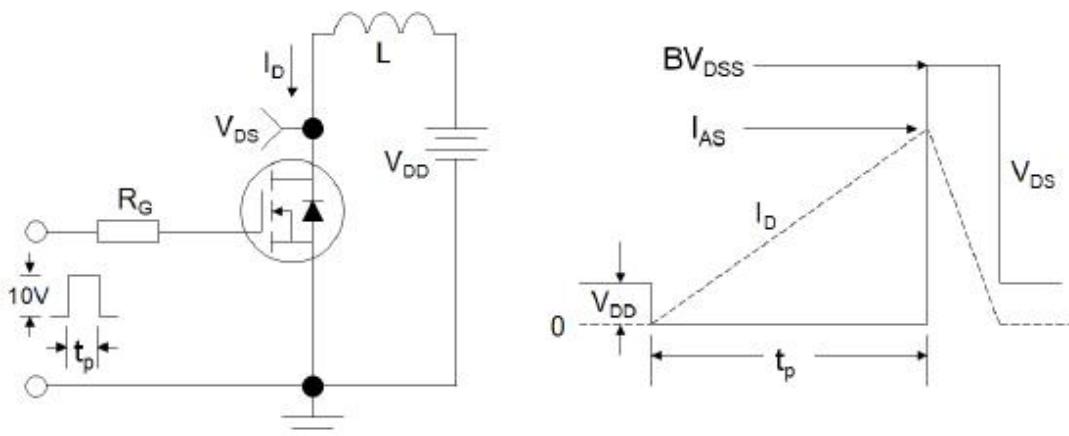 L
I_D
V_DS
V_DD
R_G
10V
t_p
BV_DSS
I_AS
V_DS
I_D
V_DD
0
t_p